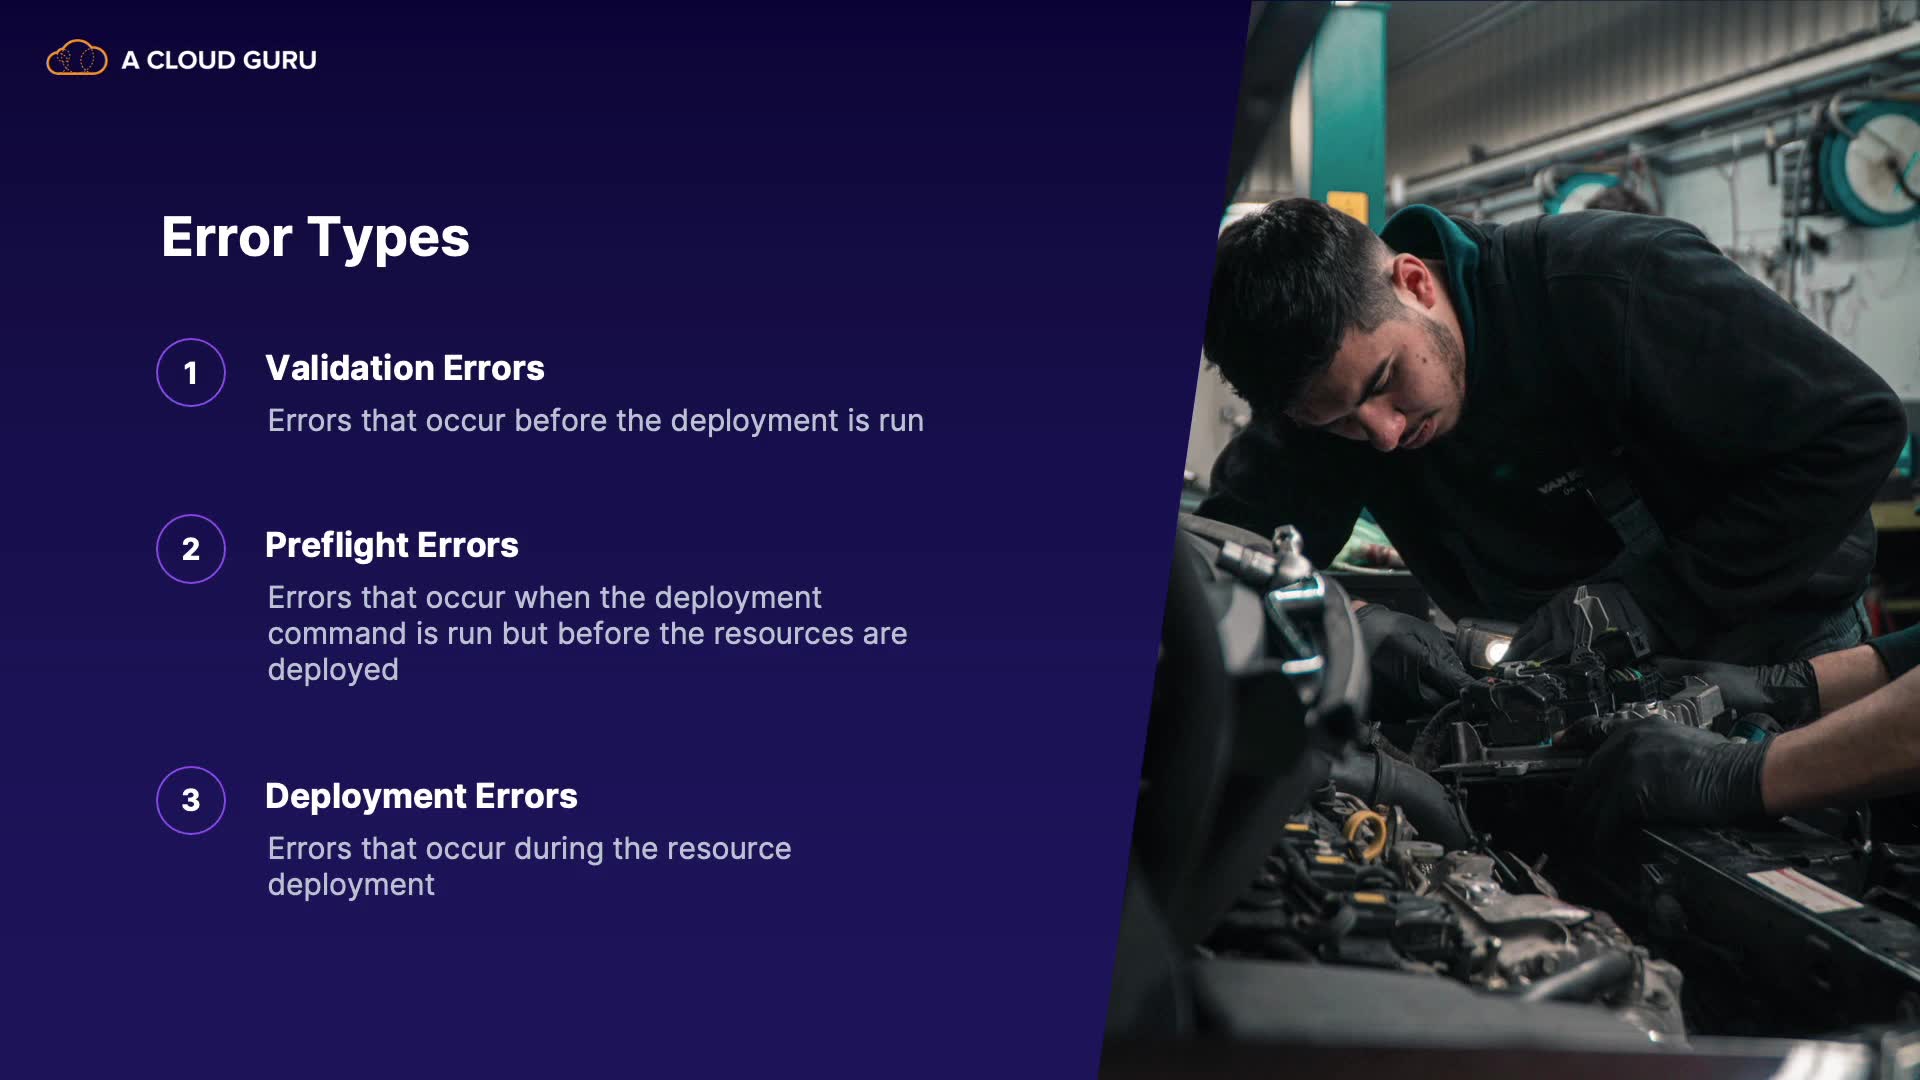 A CLOUD GURU
Error Types
1
Validation Errors
Errors that occur before the deployment is run
2
Preflight Errors
Errors that occur when the deployment
command is run but before the resources are
deployed
3
Deployment Errors
Errors that occur during the resource
deployment